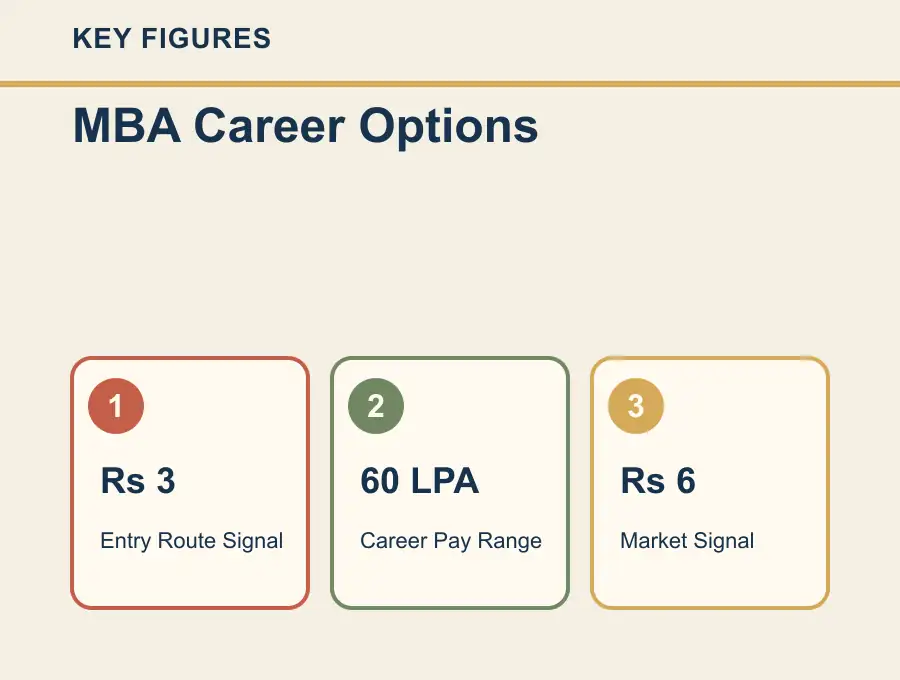 KEY FIGURES
MBA Career Options
1
Rs 3
Entry Route Signal
2
60 LPA
Career Pay Range
3
Rs 6
Market Signal